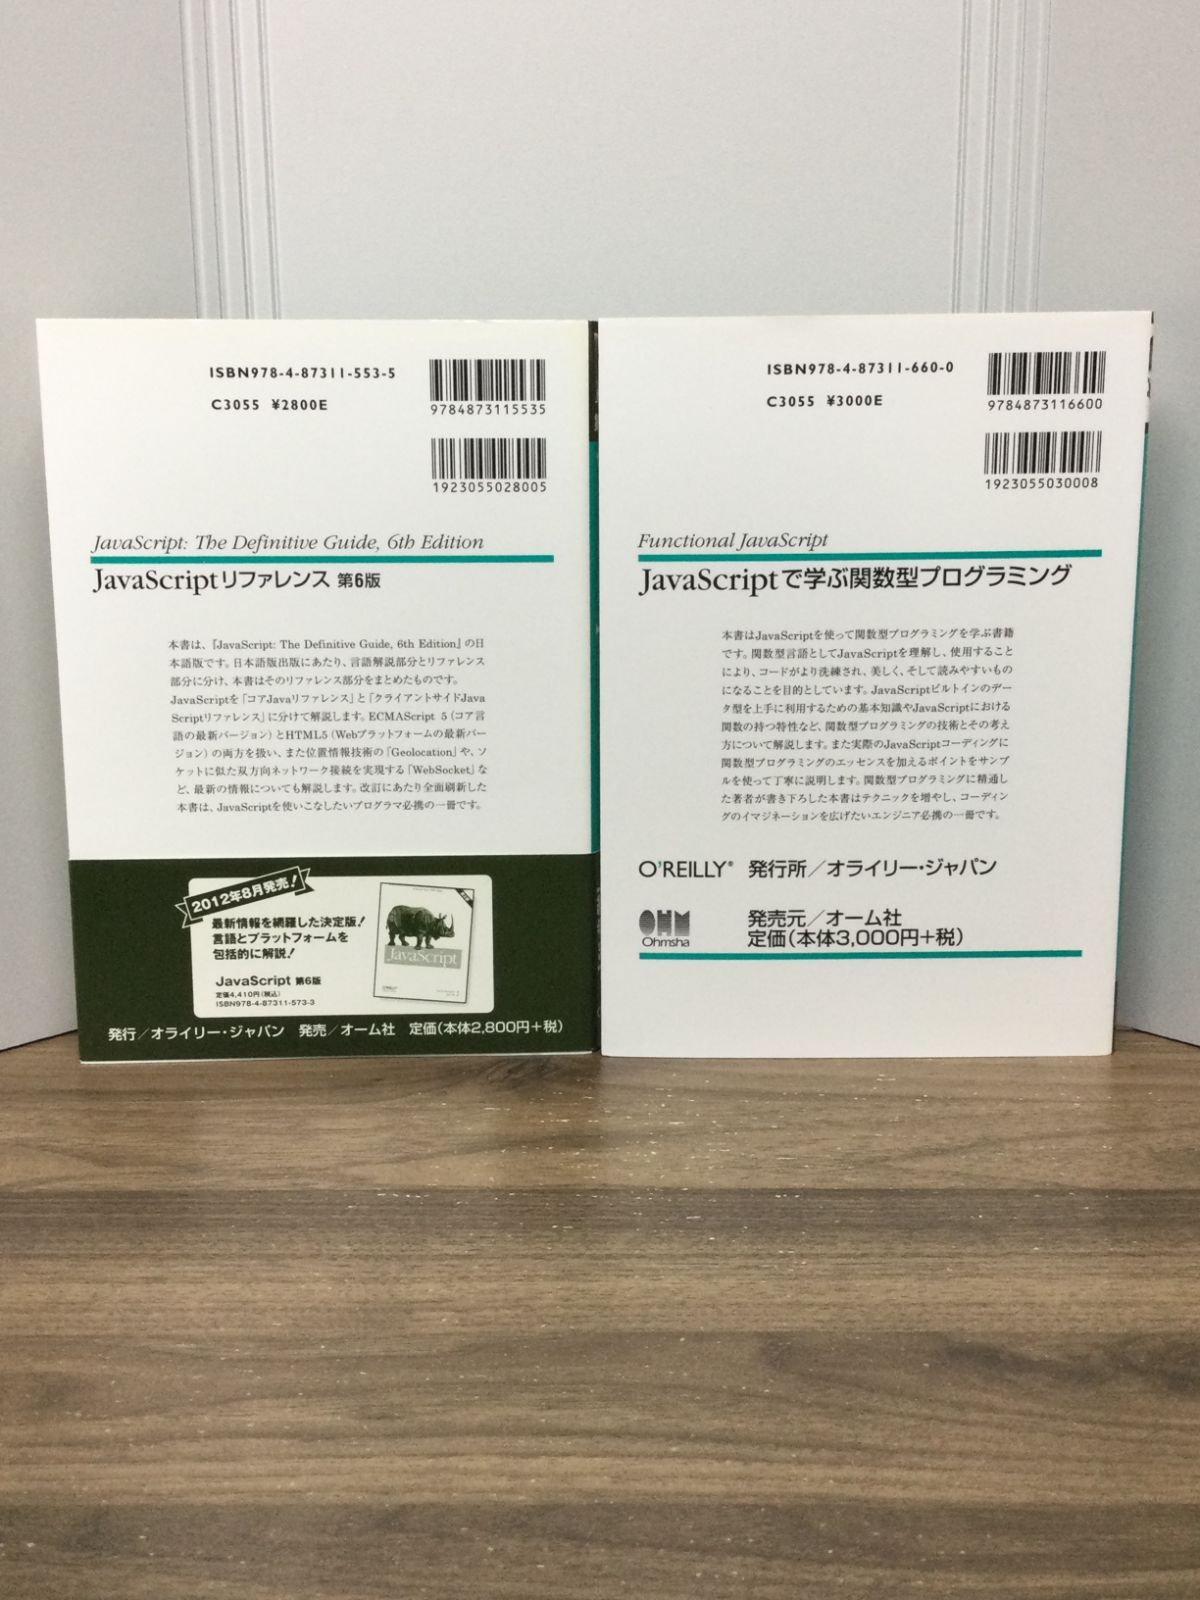 ISBN978-4-87311-553-5
C3055 ¥2800E
9784873115535
1923055028005
JavaScript: The Definitive Guide, 6th Edition
JavaScriptリファレンス 第6版
本書は、『JavaScript: The Definitive Guide, 6th Edition』の日
本語版です。日本語版出版にあたり、言語解説部分とリファレンス
部分に分け、本書はそのリファレンス部分をまとめたものです。
JavaScriptを「コアJavaリファレンス」と「クライアントサイドJava
Scriptリファレンス」に分けて解説します。ECMAScript 5（コア言
語の最新バージョン）とHTML5（Webプラットフォームの最新バー
ジョン）の両方を扱い、また位置情報技術の「Geolocation」や、ソ
ケットに似た双方向ネットワーク接続を実現する「WebSocket」な
ど、最新の情報についても解説します。改訂にあたり全面刷新した
本書は、JavaScriptを使いこなしたいプログラマ必携の一冊です。
2012年8月発売！
最新情報を網羅した決定版！
言語とプラットフォームを
包括的に解説！
JavaScript 第6版
定価4,410円（税込）
ISBN978-4-87311-573-3
JavaScript
発行／オライリー・ジャパン 発売／オーム社 定価（本体2,800円＋税）
ISBN978-4-87311-660-0
C3055 ¥3000E
9784873116600
1923055030008
Functional JavaScript
JavaScriptで学ぶ関数型プログラミング
本書はJavaScriptを使って関数型プログラミングを学ぶ書籍
です。関数型言語としてJavaScriptを理解し、使用すること
により、コードがより洗練され、美しく、そして読みやすいもの
になることを目的としています。JavaScriptビルトインのデー
タ型を上手に利用するための基本知識やJavaScriptにおける
関数の持つ特性など、関数型プログラミングの技術とその考え
方について解説します。また実際のJavaScriptコーディングに
関数型プログラミングのエッセンスを加えるポイントをサンプ
ルを使って丁寧に説明します。関数型プログラミングに精通し
た著者が書き下ろした本書はテクニックを増やし、コーディン
グのイマジネーションを広げたいエンジニア必携の一冊です。
O'REILLY® 発行所／オライリー・ジャパン
OHM
Ohmsha
発売元／オーム社
定価（本体3,000円＋税）